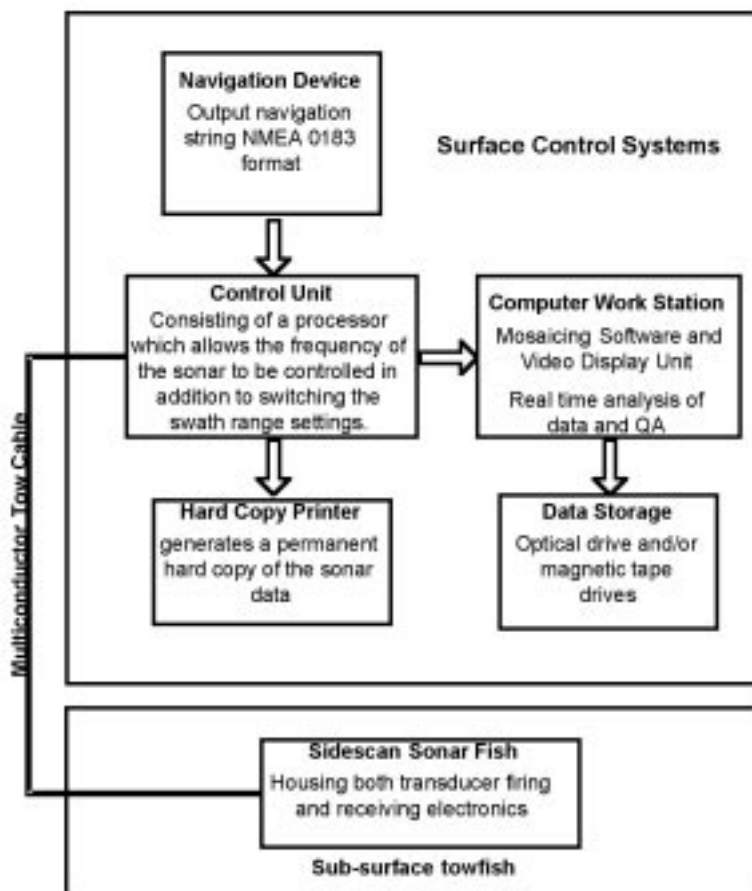 Navigation Device
Output navigation
string NMEA 0183
format
Surface Control Systems
Control Unit
Consisting of a processor
which allows the frequency of
the sonar to be controlled in
addition to switching the
swath range settings.
Computer Work Station
Mosaicing Software and
Video Display Unit
Real time analysis of
data and QA
Hard Copy Printer
generates a permanent
hard copy of the sonar
data
Data Storage
Optical drive and/or
magnetic tape
drives
Multiconductor Tow Cable
Sidescan Sonar Fish
Housing both transducer firing
and receiving electronics
Sub-surface towfish